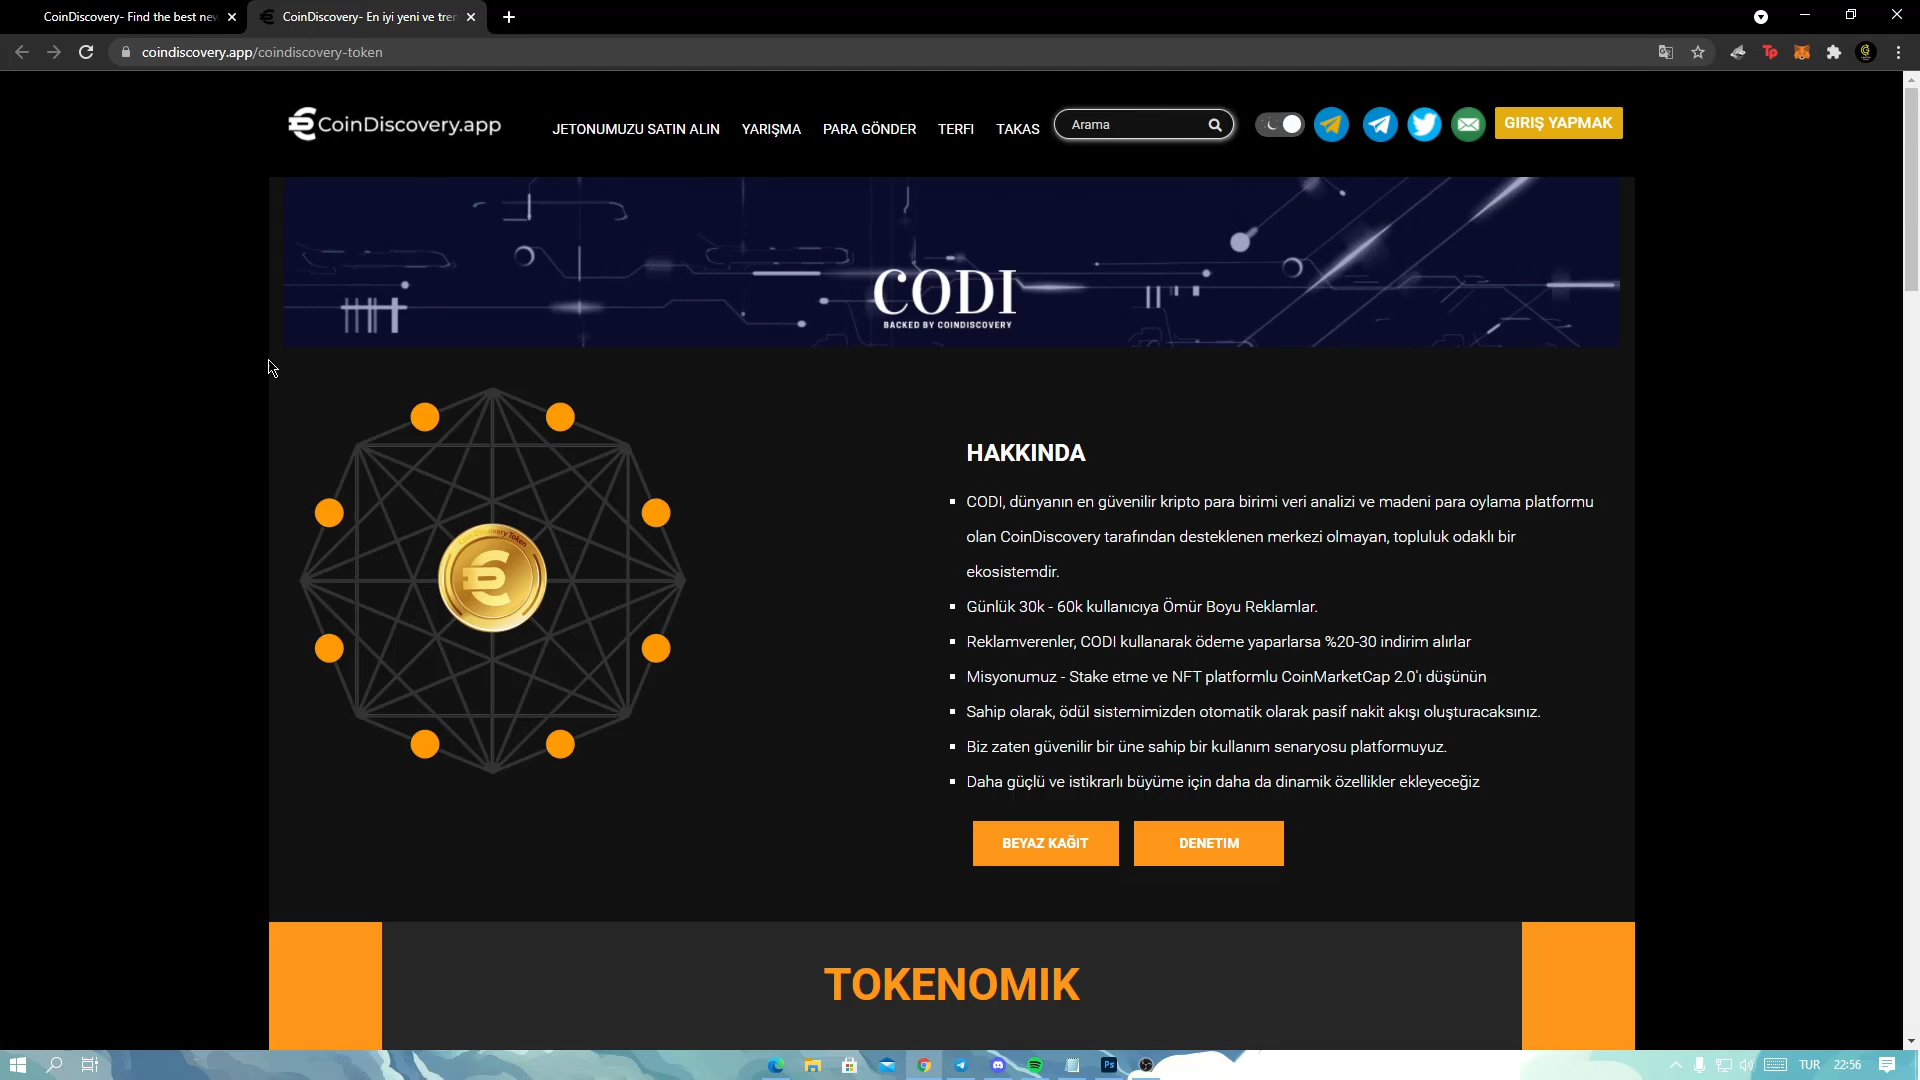 CoinDiscovery- Find the best new
CoinDiscovery- En iyi yeni ve tren
coindiscovery.app/coindiscovery-token
CoinDiscovery.app
JETONUMUZU SATIN ALIN
YARIŞMA
PARA GÖNDER
TERFI
TAKAS
Arama
GIRIŞ YAPMAK
CODI
BACKED BY COINDISCOVERY
Coin Discovery Token
HAKKINDA
CODI, dünyanın en güvenilir kripto para birimi veri analizi ve madeni para oylama platformu
olan CoinDiscovery tarafından desteklenen merkezi olmayan, topluluk odaklı bir
ekosistemdir.
Günlük 30k - 60k kullanıcıya Ömür Boyu Reklamlar.
Reklamverenler, CODI kullanarak ödeme yaparlarsa %20-30 indirim alırlar
Misyonumuz - Stake etme ve NFT platformlu CoinMarketCap 2.0'ı düşünün
Sahip olarak, ödül sistemimizden otomatik olarak pasif nakit akışı oluşturacaksınız.
Biz zaten güvenilir bir üne sahip bir kullanım senaryosu platformuyuz.
Daha güçlü ve istikrarlı büyüme için daha da dinamik özellikler ekleyeceğiz
BEYAZ KAĞIT
DENETIM
TOKENOMIK
Ps
TUR
22:56